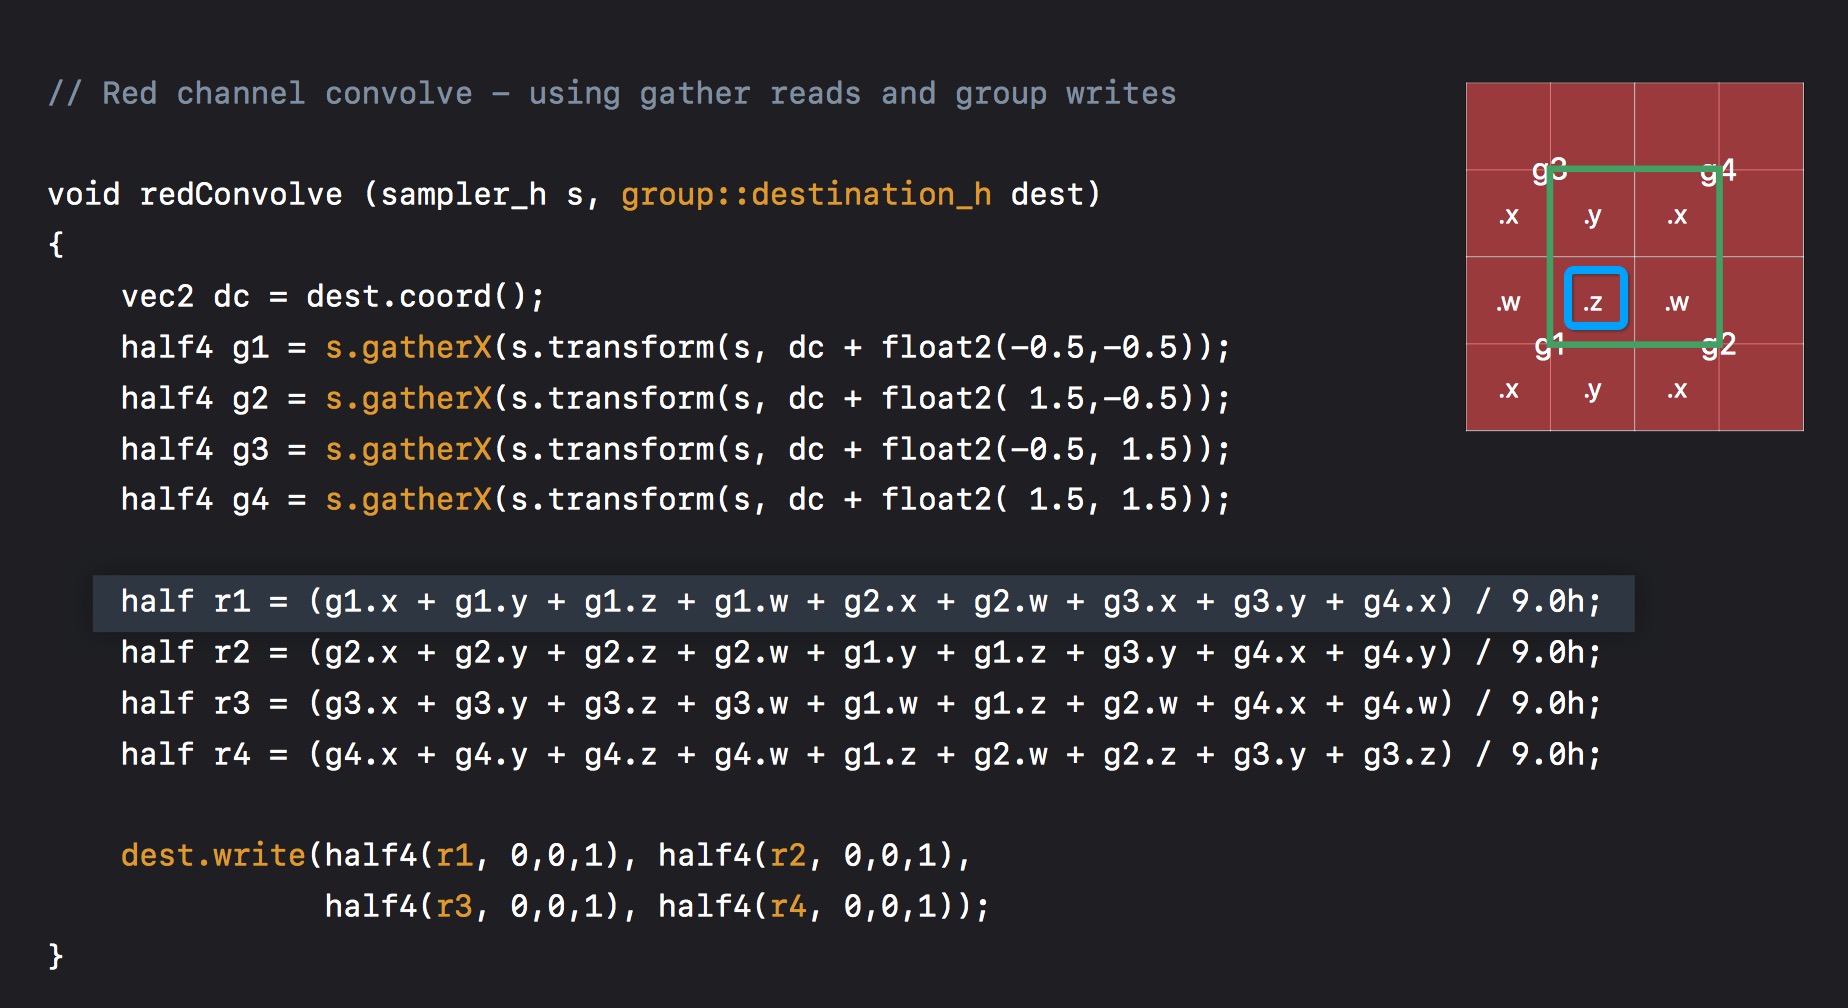 // Red channel convolve – using gather reads and group writes
void redConvolve (sampler_h s, group::destination_h dest)
{
vec2 dc = dest.coord();
half4 g1 = s.gatherX(s.transform(s, dc + float2(–0.5,–0.5));
half4 g2 = s.gatherX(s.transform(s, dc + float2( 1.5,–0.5));
half4 g3 = s.gatherX(s.transform(s, dc + float2(–0.5, 1.5));
half4 g4 = s.gatherX(s.transform(s, dc + float2( 1.5, 1.5));
half r1 = (g1.x + g1.y + g1.z + g1.w + g2.x + g2.w + g3.x + g3.y + g4.x) / 9.0h;
half r2 = (g2.x + g2.y + g2.z + g2.w + g1.y + g1.z + g3.y + g4.x + g4.y) / 9.0h;
half r3 = (g3.x + g3.y + g3.z + g3.w + g1.w + g1.z + g2.w + g4.x + g4.w) / 9.0h;
half r4 = (g4.x + g4.y + g4.z + g4.w + g1.z + g2.w + g2.z + g3.y + g3.z) / 9.0h;
dest.write(half4(r1, 0,0,1), half4(r2, 0,0,1),
half4(r3, 0,0,1), half4(r4, 0,0,1));
}
g3 g4
.x .y .x
.w .z .w
g1 g2
.x .y .x